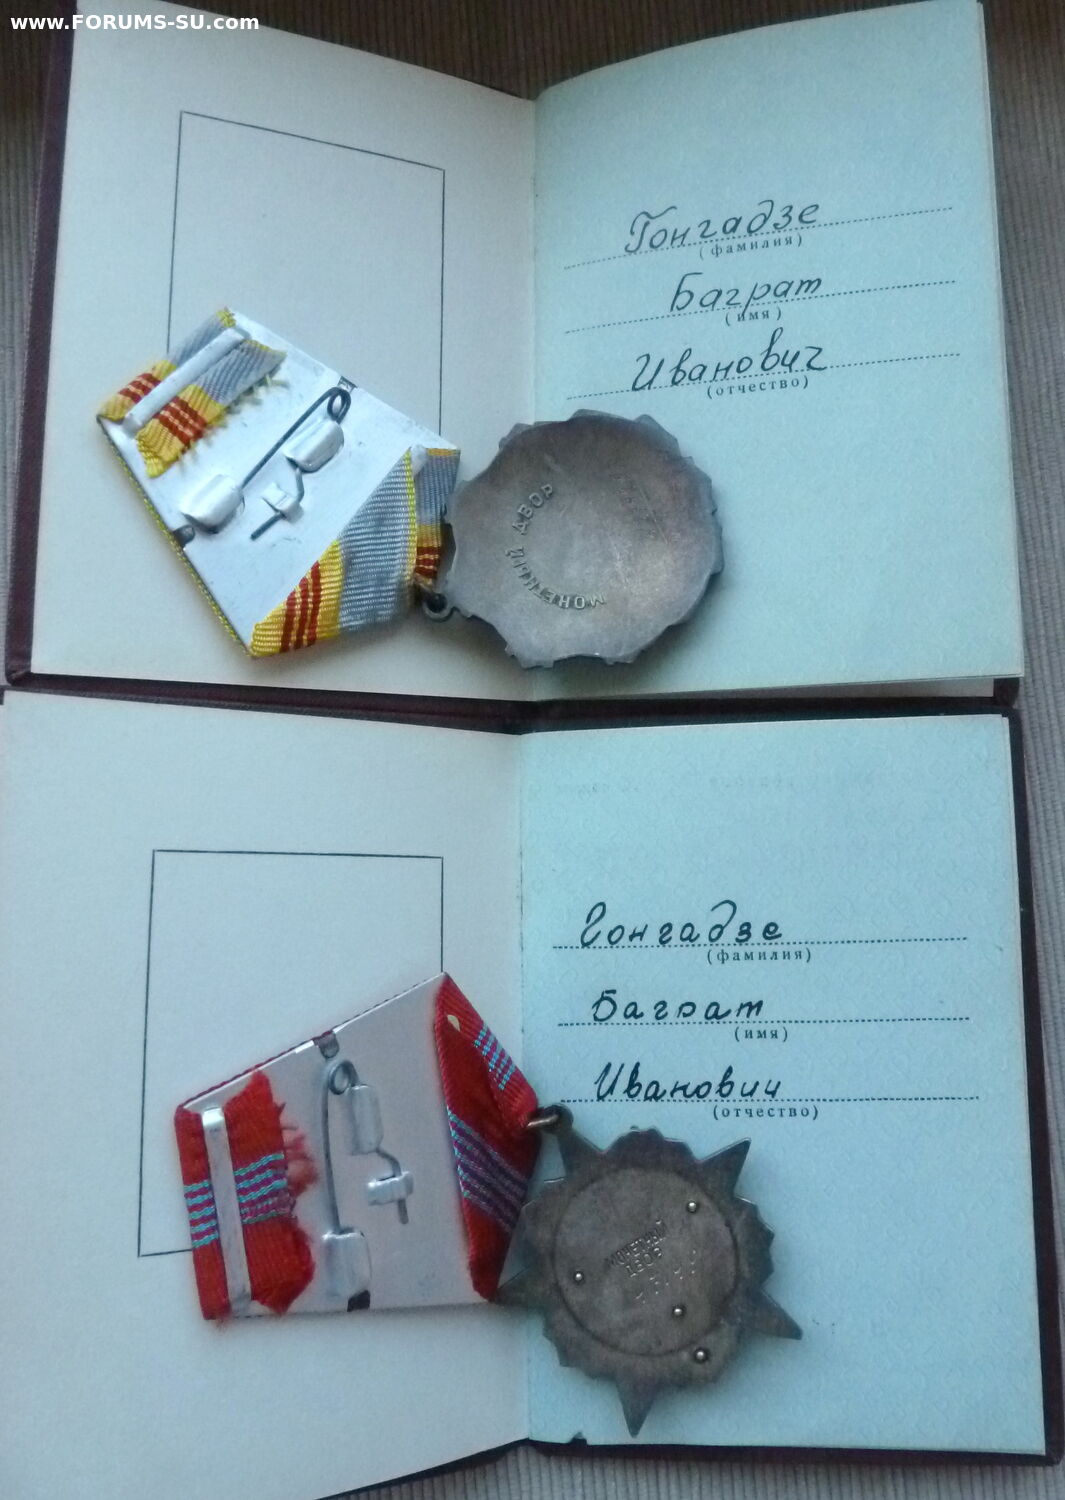 www.FORUMS-SU.com
Гонгадзе
(фамилия)
Баграт
(имя)
Иванович
(отчество)
МОНЕТНЫЙ ДВОР
Гонгадзе
(фамилия)
Баграт
(имя)
Иванович
(отчество)
МОНЕТНЫЙ
ДВОР